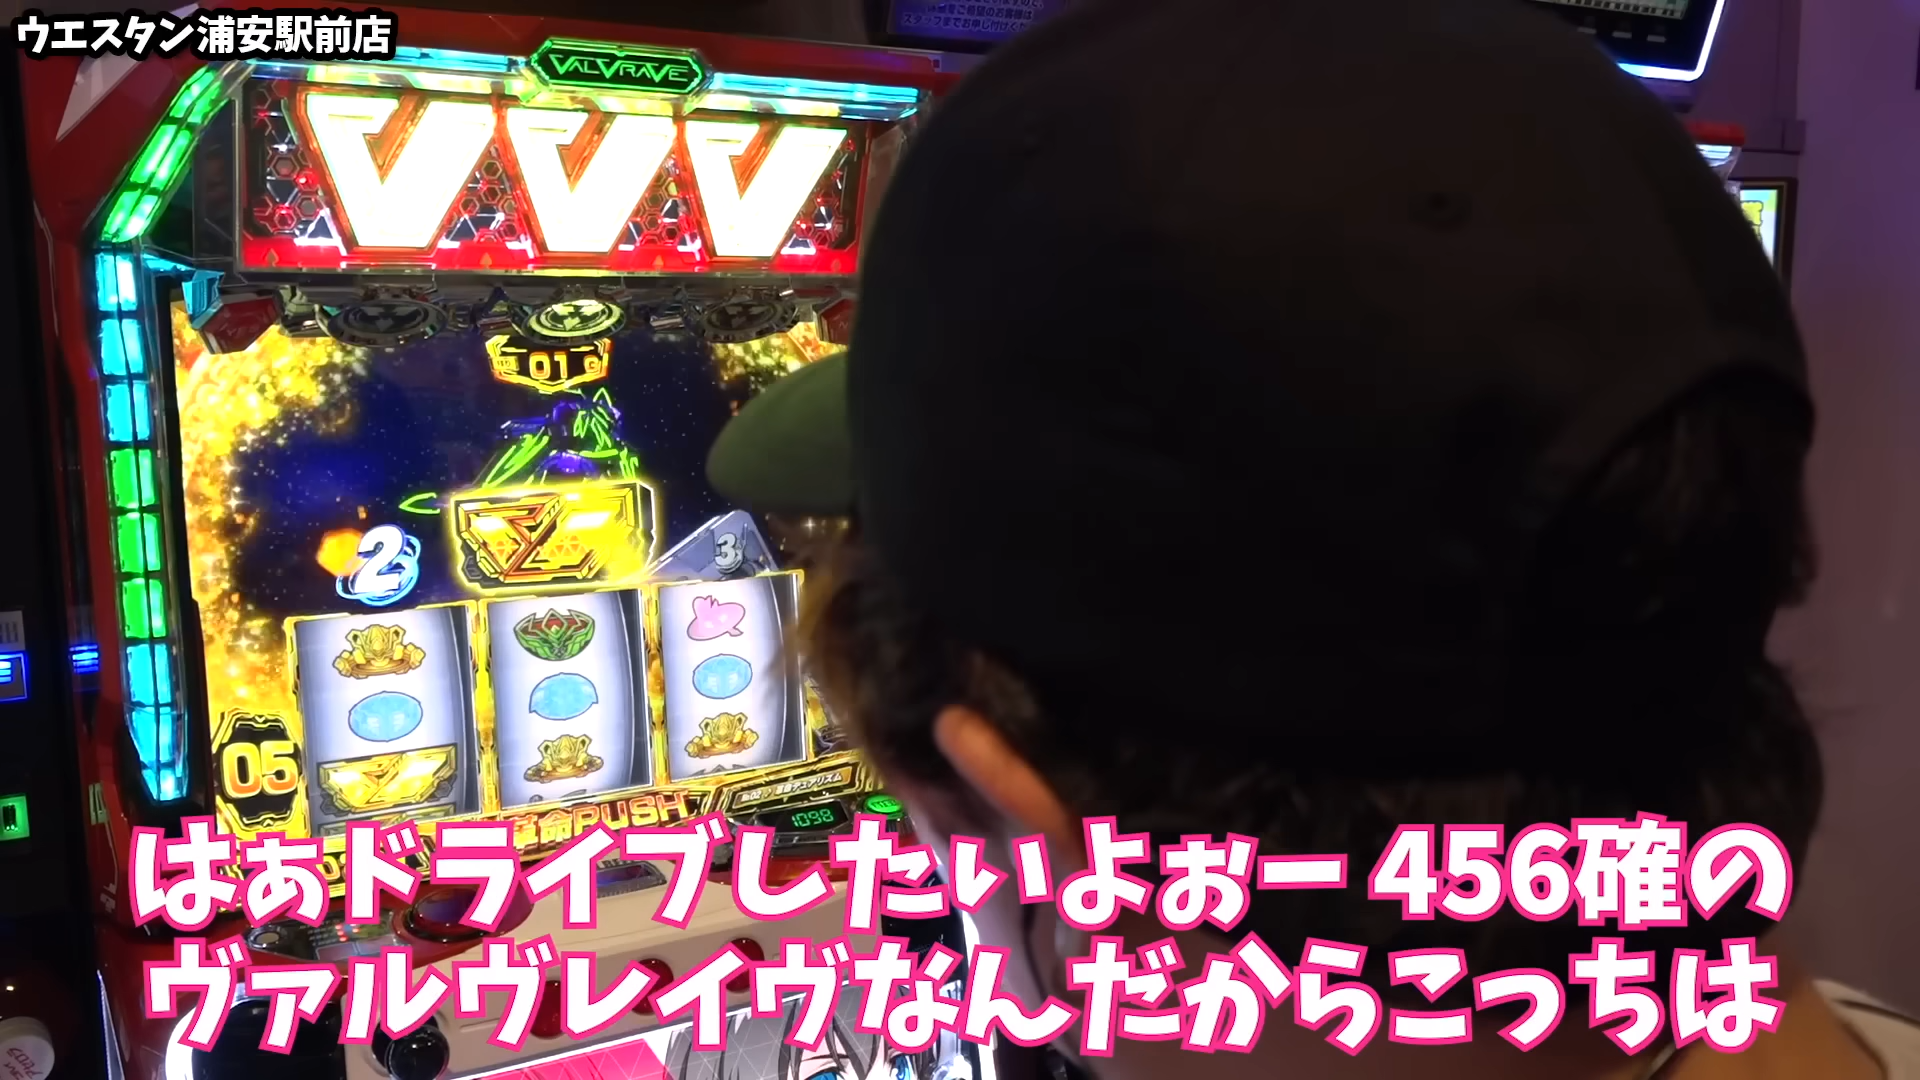 ウエスタン浦安駅前店
VALVRAVE
VVV
01 G
2
3
05
革命PUSH
1098
はぁドライブしたいよぉー 456確の
ヴァルヴレイヴなんだからこっちは